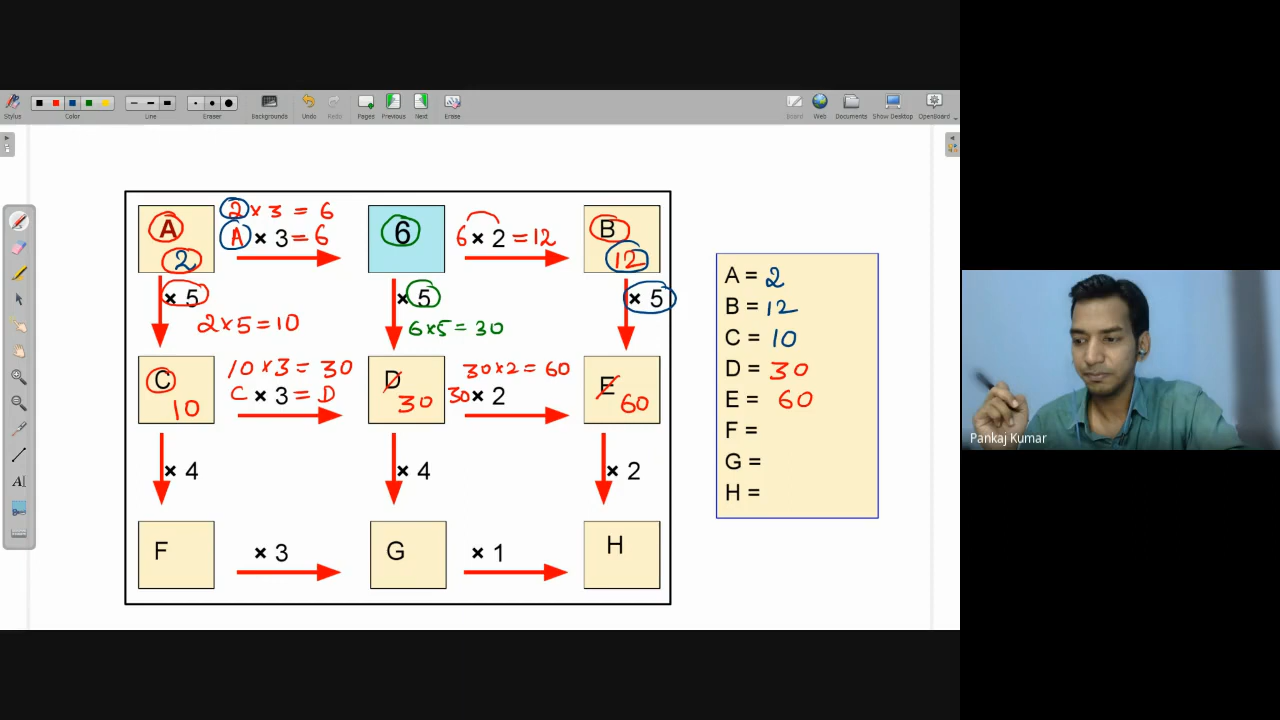 Stylus Color Line Eraser Backgrounds Undo Redo Pages Previous Next Erase Board Web Documents Show Desktop OpenBoard
2 × 3 = 6
A A × 3 = 6 6 6 × 2 = 12 B
2 12
× 5 × 5 × 5
2 × 5 = 10 6 × 5 = 30
10 × 3 = 30 30 × 2 = 60
C C × 3 = D D 30 × 2 E
10 30 60
× 4 × 4 × 2
F × 3 G × 1 H
A = 2
B = 12
C = 10
D = 30
E = 60
F =
G =
H =
Pankaj Kumar